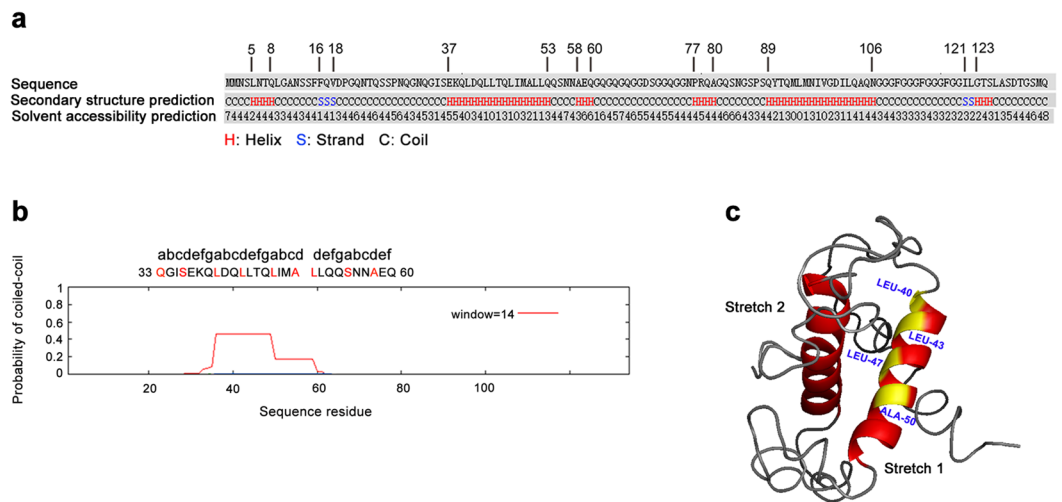 a
5 8 16 18 37 53 58 60 77 80 89 106 121 123
Sequence MMNSLNTQLGANSSFFQVDPGQNTQSSPNQGNQGISEKQLDQLLTQLIMALLQQSNNAEQGQGQGQGGDSGGQGGNPRQAGQSNGSPSQYTQMLMNIVGDILQAQNGGGFGGGFGGGFGGILGTSLASDTGSMQ
Secondary structure prediction CCCCHHHHCCCCCCCSSSCCCCCCCCCCCCCCCCCCHHHHHHHHHHHHHHHHHCCCCHHHCCCCCCCCCCCCCCCCHHHHCCCCCCCCHHHHHHHHHHHHHHHHHHCCCCCCCCCCCCCCSSHHHCCCCCCCCC
Solvent accessibility prediction
H: Helix S: Strand C: Coil
b
abcdefgabcdefgabcd defgabcdef
33 QGISEKQLDQLLTQLIMA LLQQSNNAEQ 60
Probability of coiled-coil
1
0.8
0.6
0.4
0.2
0
window=14
20 40 60 80 100
Sequence residue
c
LEU-40
Stretch 2
LEU-43
LEU-47
ALA-50
Stretch 1